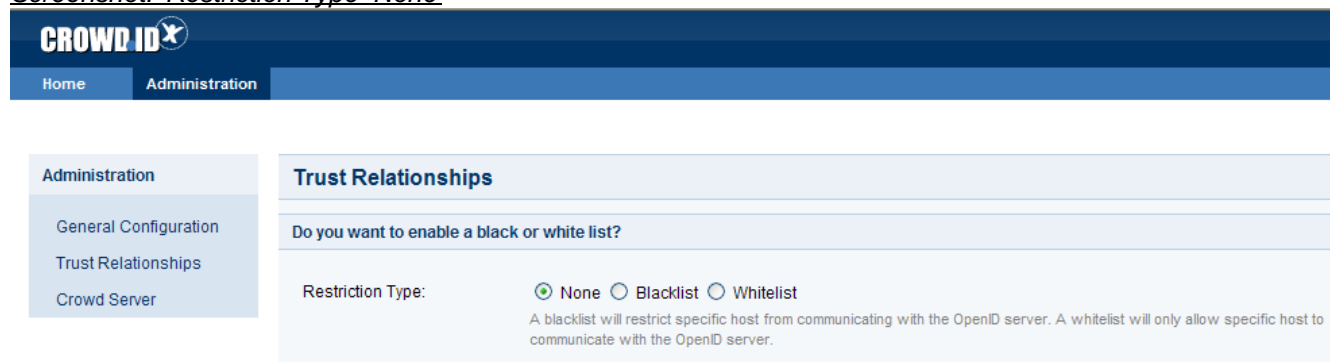 Screenshot: 'Restriction Type' None'
CROWD.ID
Home Administration
Administration
General Configuration
Trust Relationships
Crowd Server
Trust Relationships
Do you want to enable a black or white list?
Restriction Type: None Blacklist Whitelist
A blacklist will restrict specific host from communicating with the OpenID server. A whitelist will only allow specific host to
communicate with the OpenID server.